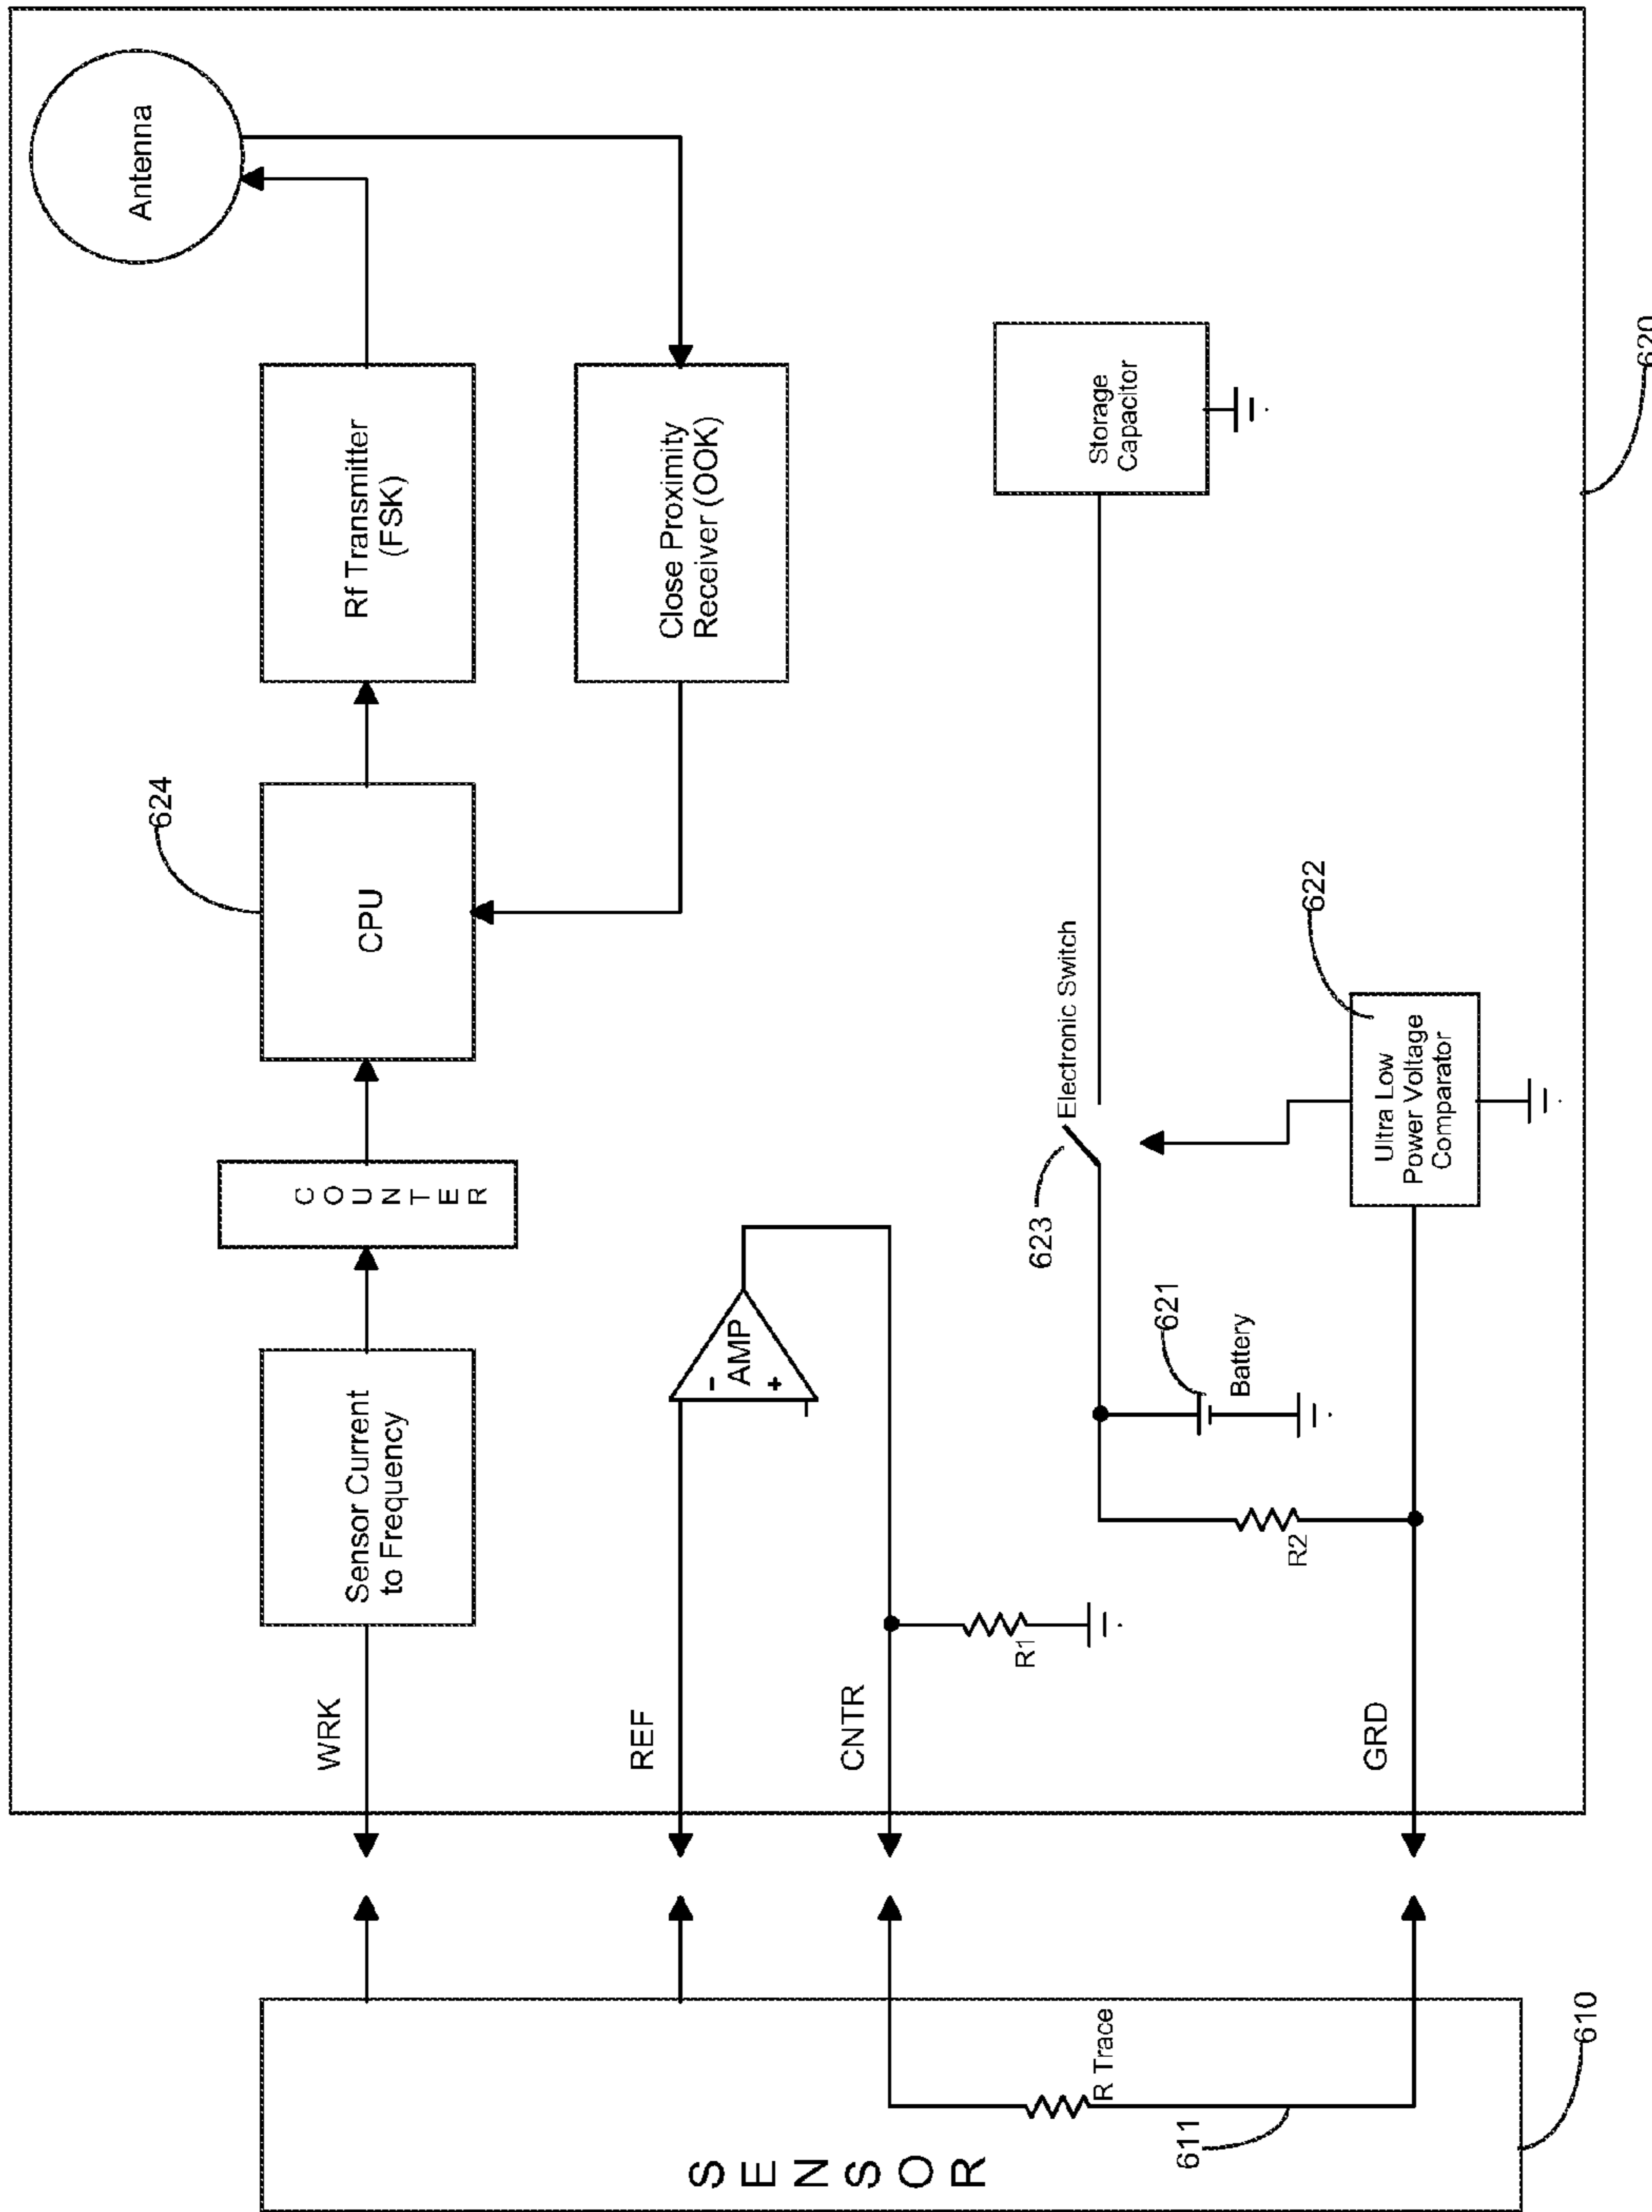 Antenna
Rf Transmitter
(FSK)
Close Proximity
Receiver (OOK)
624
CPU
COUNTER
Sensor Current
to Frequency
WRK
REF
CNTR
GRD
-
AMP
+
R1
R2
Storage
Capacitor
Electronic Switch
623
621
Battery
622
Ultra Low
Power Voltage
Comparator
620
SENSOR
R Trace
611
610